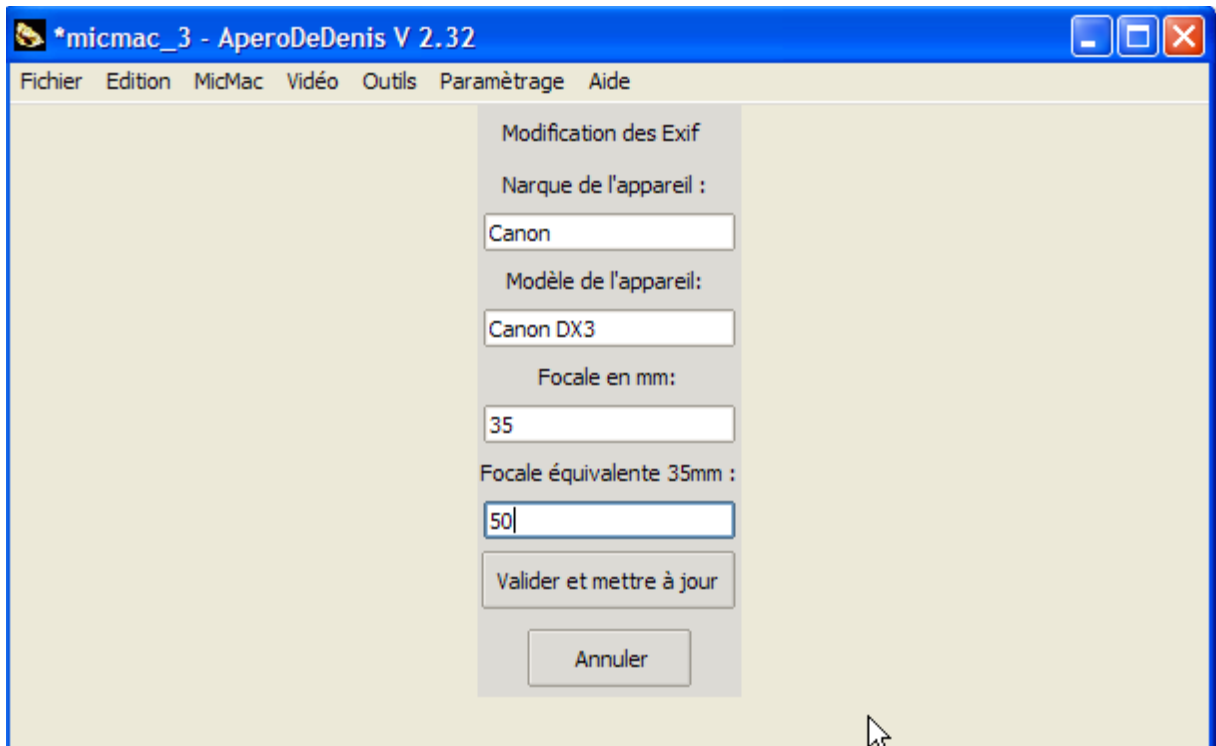 *micmac_3 - AperoDeDenis V 2.32
Fichier Edition MicMac Vidéo Outils Paramètrage Aide
Modification des Exif
Narque de l'appareil :
Canon
Modèle de l'appareil:
Canon DX3
Focale en mm:
35
Focale équivalente 35mm :
50
Valider et mettre à jour
Annuler